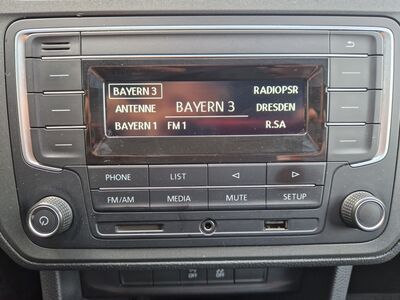 BAYERN 3 RADIOPSR
ANTENNE BAYERN 3 DRESDEN
BAYERN 1 FM 1 R.SA
PHONE LIST
FM/AM MEDIA MUTE SETUP
OFF